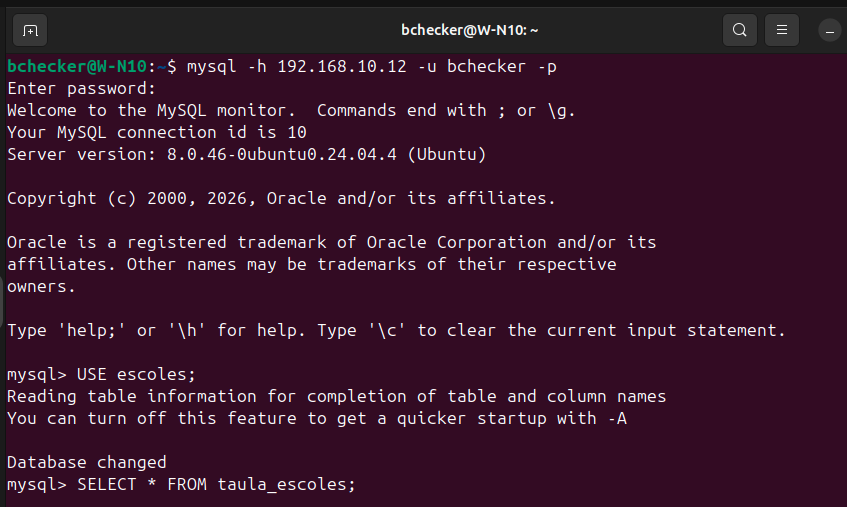 bchecker@W-N10: ~
bchecker@W-N10:~$ mysql -h 192.168.10.12 -u bchecker -p
Enter password:
Welcome to the MySQL monitor.  Commands end with ; or \g.
Your MySQL connection id is 10
Server version: 8.0.46-0ubuntu0.24.04.4 (Ubuntu)
Copyright (c) 2000, 2026, Oracle and/or its affiliates.
Oracle is a registered trademark of Oracle Corporation and/or its
affiliates. Other names may be trademarks of their respective
owners.
Type 'help;' or '\h' for help. Type '\c' to clear the current input statement.
mysql> USE escoles;
Reading table information for completion of table and column names
You can turn off this feature to get a quicker startup with -A
Database changed
mysql> SELECT * FROM taula_escoles;